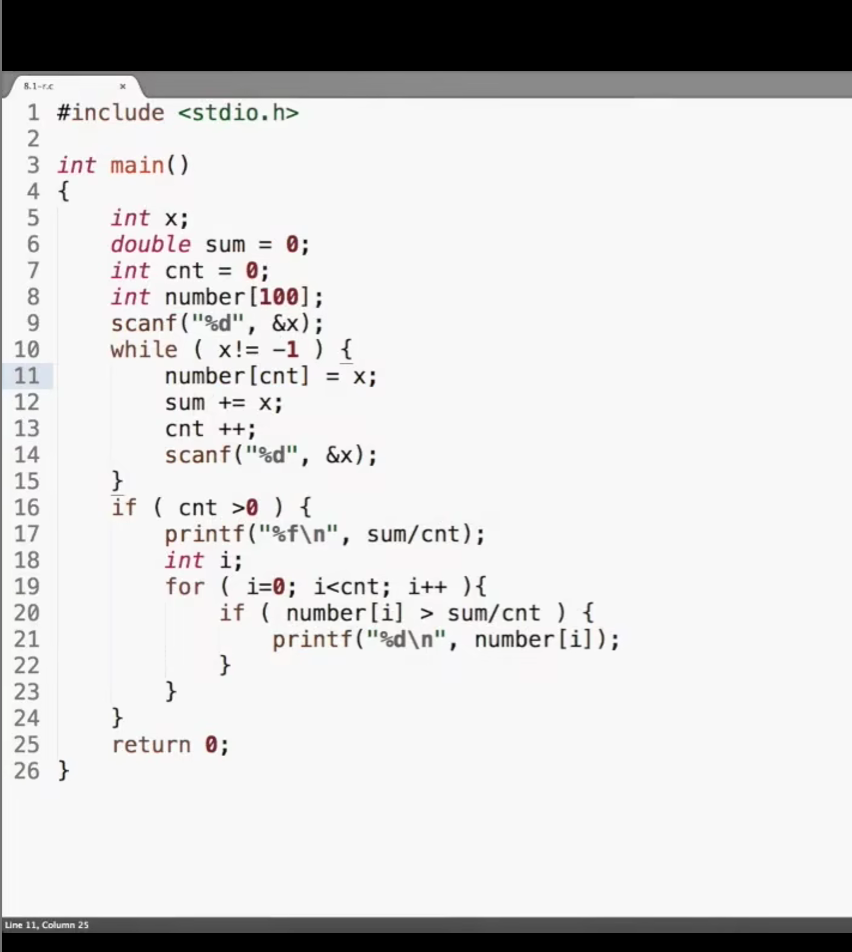 8.1-r.c ×
1 #include <stdio.h>
2
3 int main()
4 {
5     int x;
6     double sum = 0;
7     int cnt = 0;
8     int number[100];
9     scanf("%d", &x);
10     while ( x!= -1 ) {
11         number[cnt] = x;
12         sum += x;
13         cnt ++;
14         scanf("%d", &x);
15     }
16     if ( cnt >0 ) {
17         printf("%f\n", sum/cnt);
18         int i;
19         for ( i=0; i<cnt; i++ ){
20             if ( number[i] > sum/cnt ) {
21                 printf("%d\n", number[i]);
22             }
23         }
24     }
25     return 0;
26 }
Line 11, Column 25